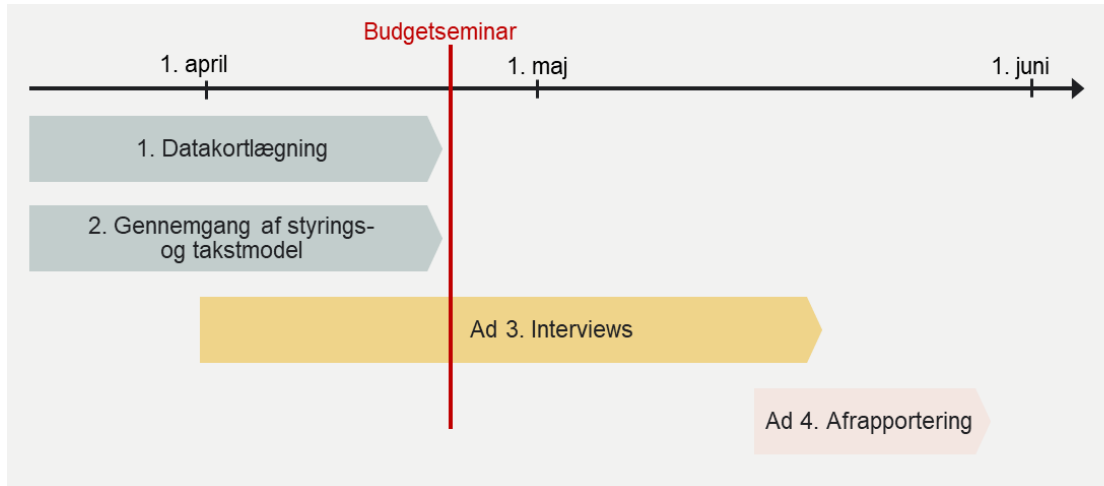 Budgetseminar
1. april
1. maj
1. juni
1. Datakortlægning
2. Gennemgang af styrings-
og takstmodel
Ad 3. Interviews
Ad 4. Afrapportering